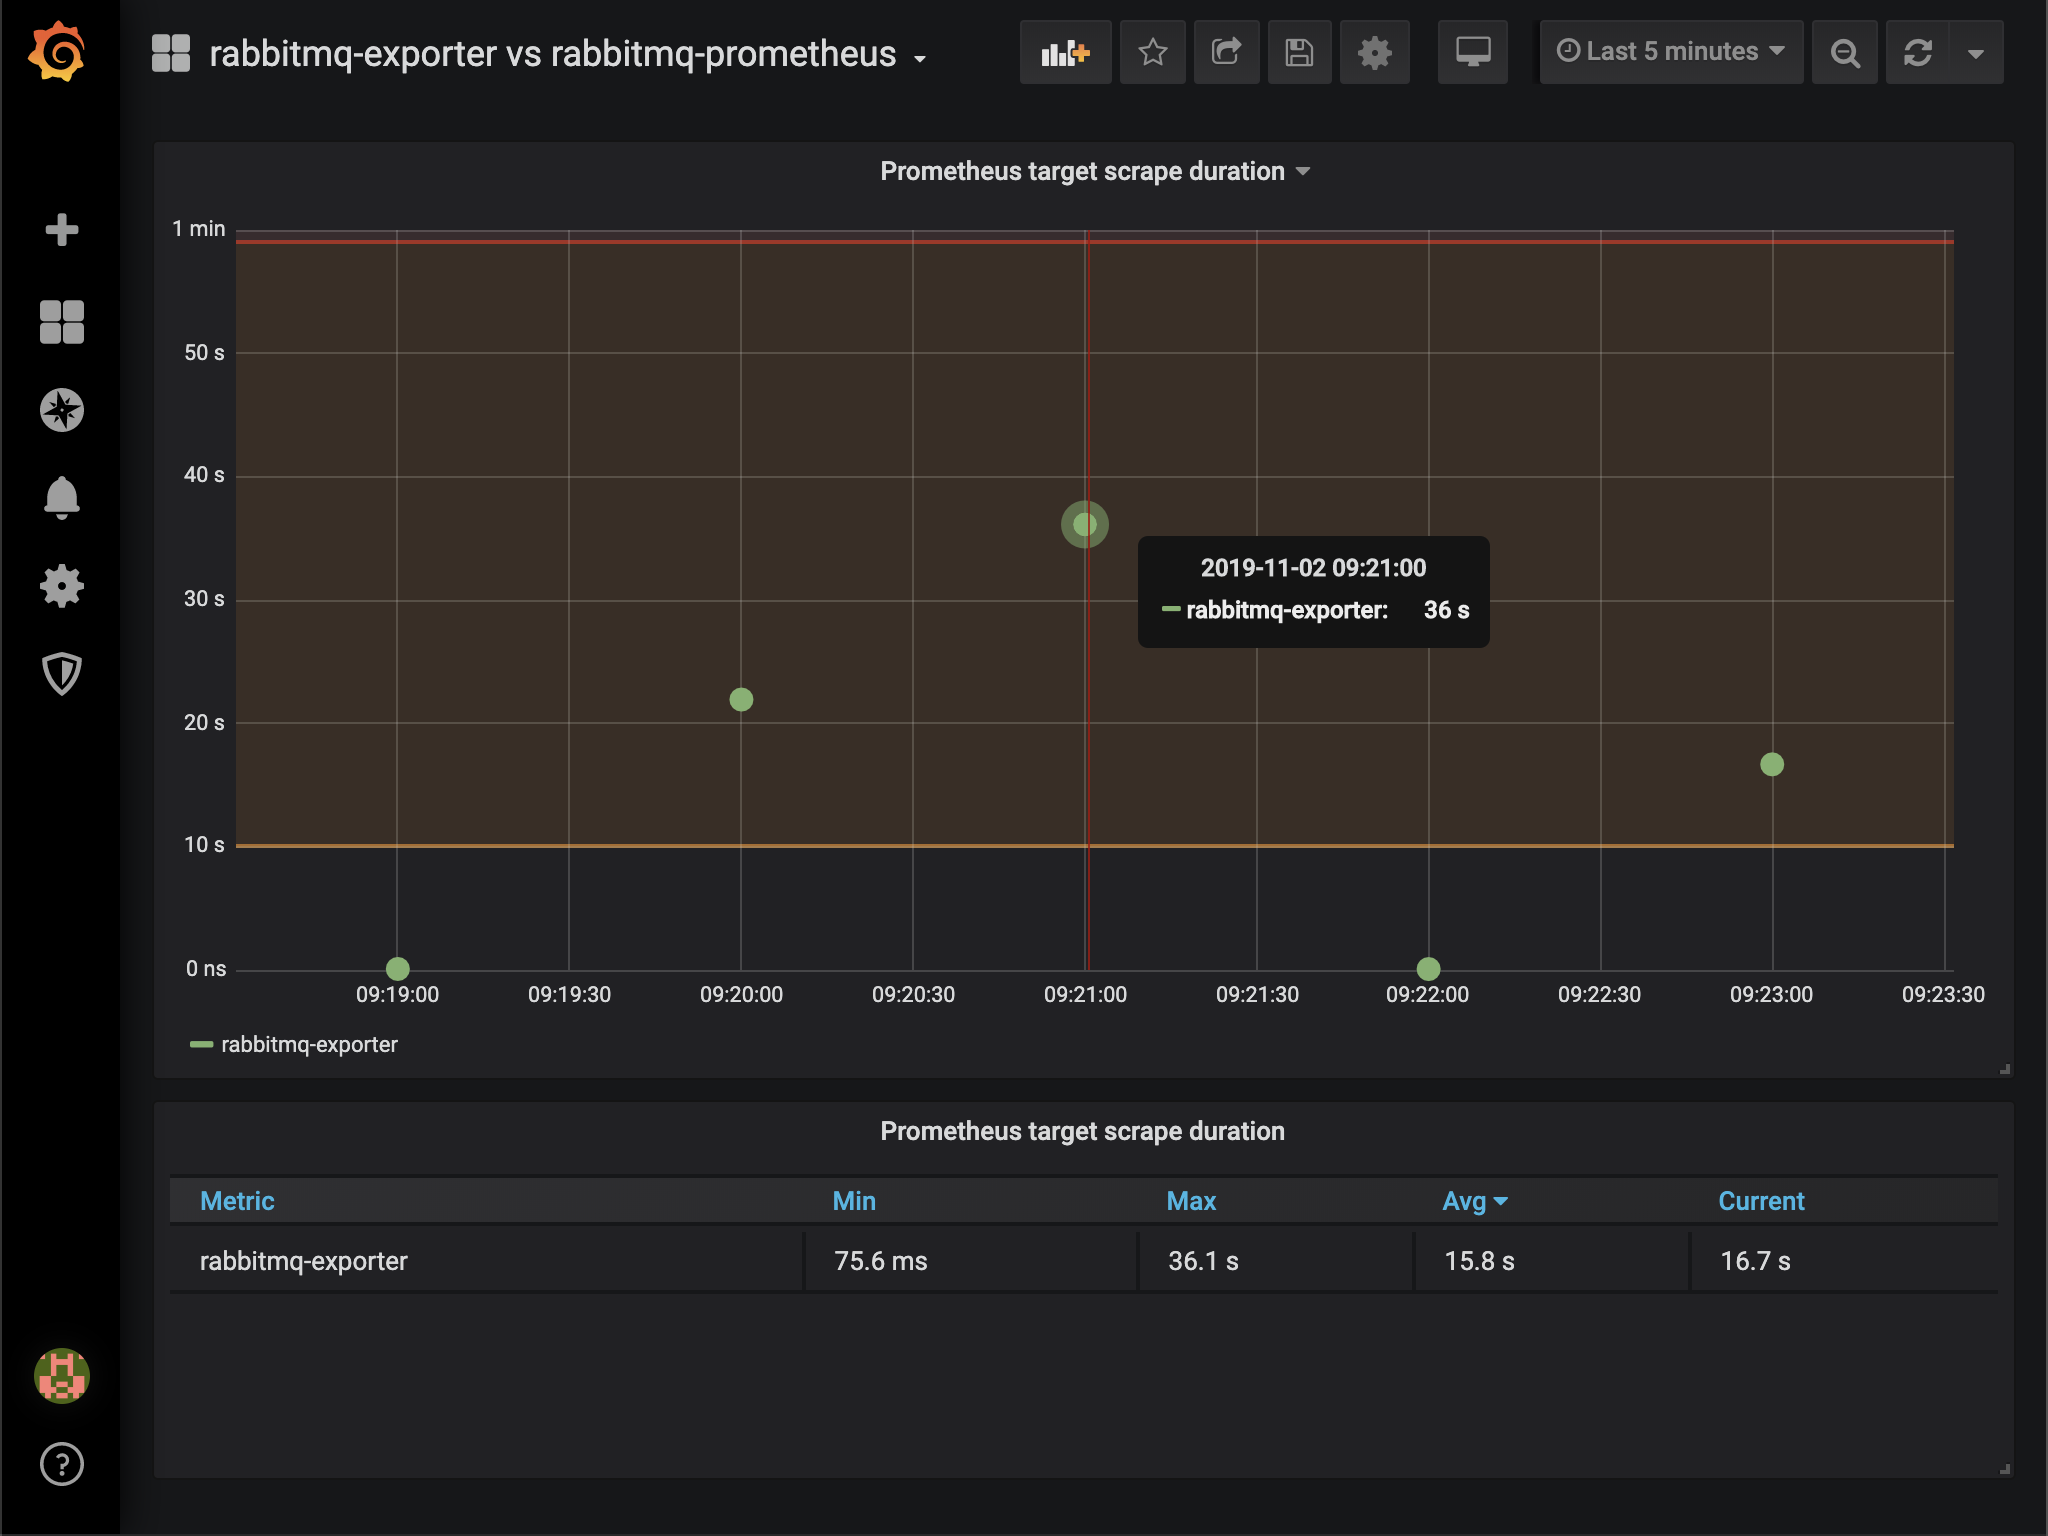 rabbitmq-exporter vs rabbitmq-prometheus
Last 5 minutes
Prometheus target scrape duration
1 min
50 s
40 s
30 s
20 s
10 s
0 ns
2019-11-02 09:21:00
rabbitmq-exporter: 36 s
09:19:00 09:19:30 09:20:00 09:20:30 09:21:00 09:21:30 09:22:00 09:22:30 09:23:00 09:23:30
rabbitmq-exporter
Prometheus target scrape duration
Metric Min Max Avg Current
rabbitmq-exporter 75.6 ms 36.1 s 15.8 s 16.7 s
?